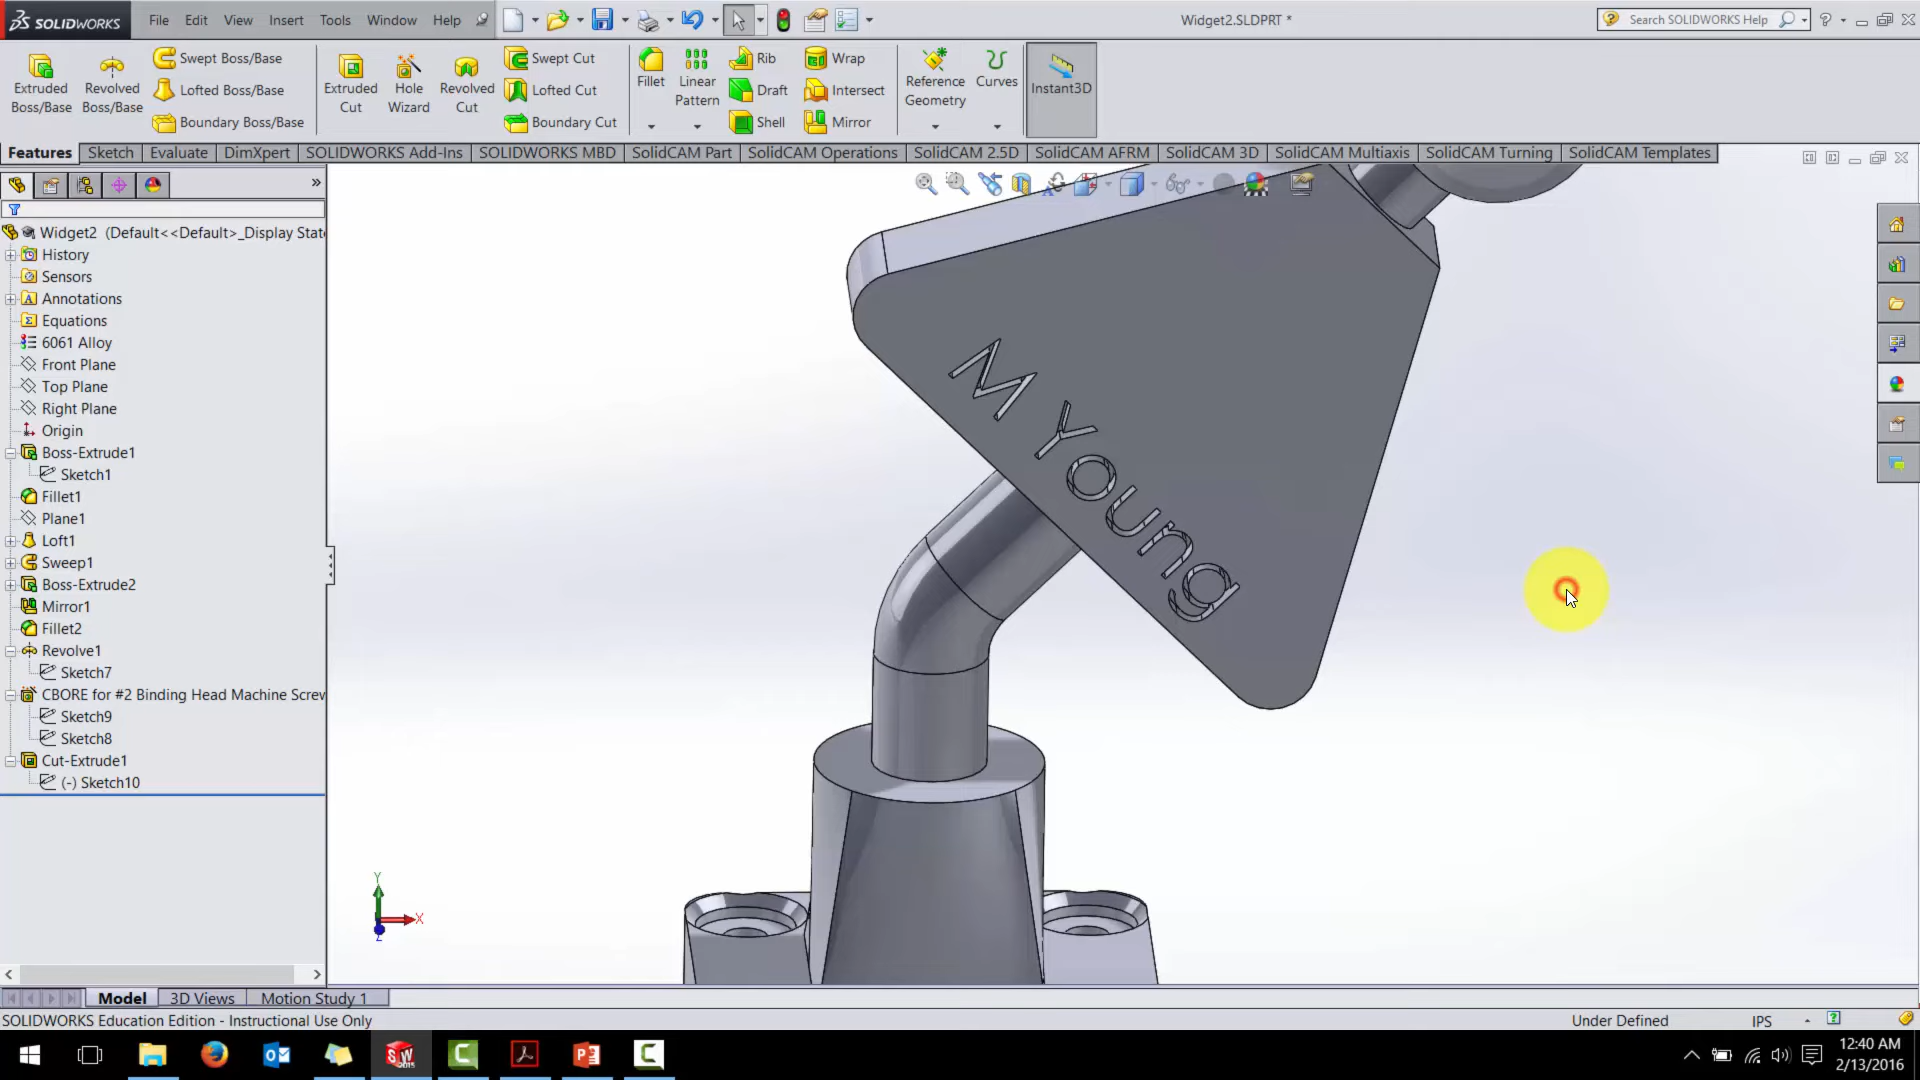 SOLIDWORKS File Edit View Insert Tools Window Help Widget2.SLDPRT * Search SOLIDWORKS Help
Extruded Boss/Base
Revolved Boss/Base
Swept Boss/Base
Lofted Boss/Base
Boundary Boss/Base
Extruded Cut
Hole Wizard
Revolved Cut
Swept Cut
Lofted Cut
Boundary Cut
Fillet
Linear Pattern
Rib
Draft
Shell
Wrap
Intersect
Mirror
Reference Geometry
Curves
Instant3D
Features Sketch Evaluate DimXpert SOLIDWORKS Add-Ins SOLIDWORKS MBD SolidCAM Part SolidCAM Operations SolidCAM 2.5D SolidCAM AFRM SolidCAM 3D SolidCAM Multiaxis SolidCAM Turning SolidCAM Templates
Widget2 (Default<<Default>_Display Stat
History
Sensors
Annotations
Equations
6061 Alloy
Front Plane
Top Plane
Right Plane
Origin
Boss-Extrude1
Sketch1
Fillet1
Plane1
Loft1
Sweep1
Boss-Extrude2
Mirror1
Fillet2
Revolve1
Sketch7
CBORE for #2 Binding Head Machine Screw
Sketch9
Sketch8
Cut-Extrude1
(-) Sketch10
M Young
Y
X
Z
Model 3D Views Motion Study 1
SOLIDWORKS Education Edition - Instructional Use Only Under Defined IPS
12:40 AM
2/13/2016